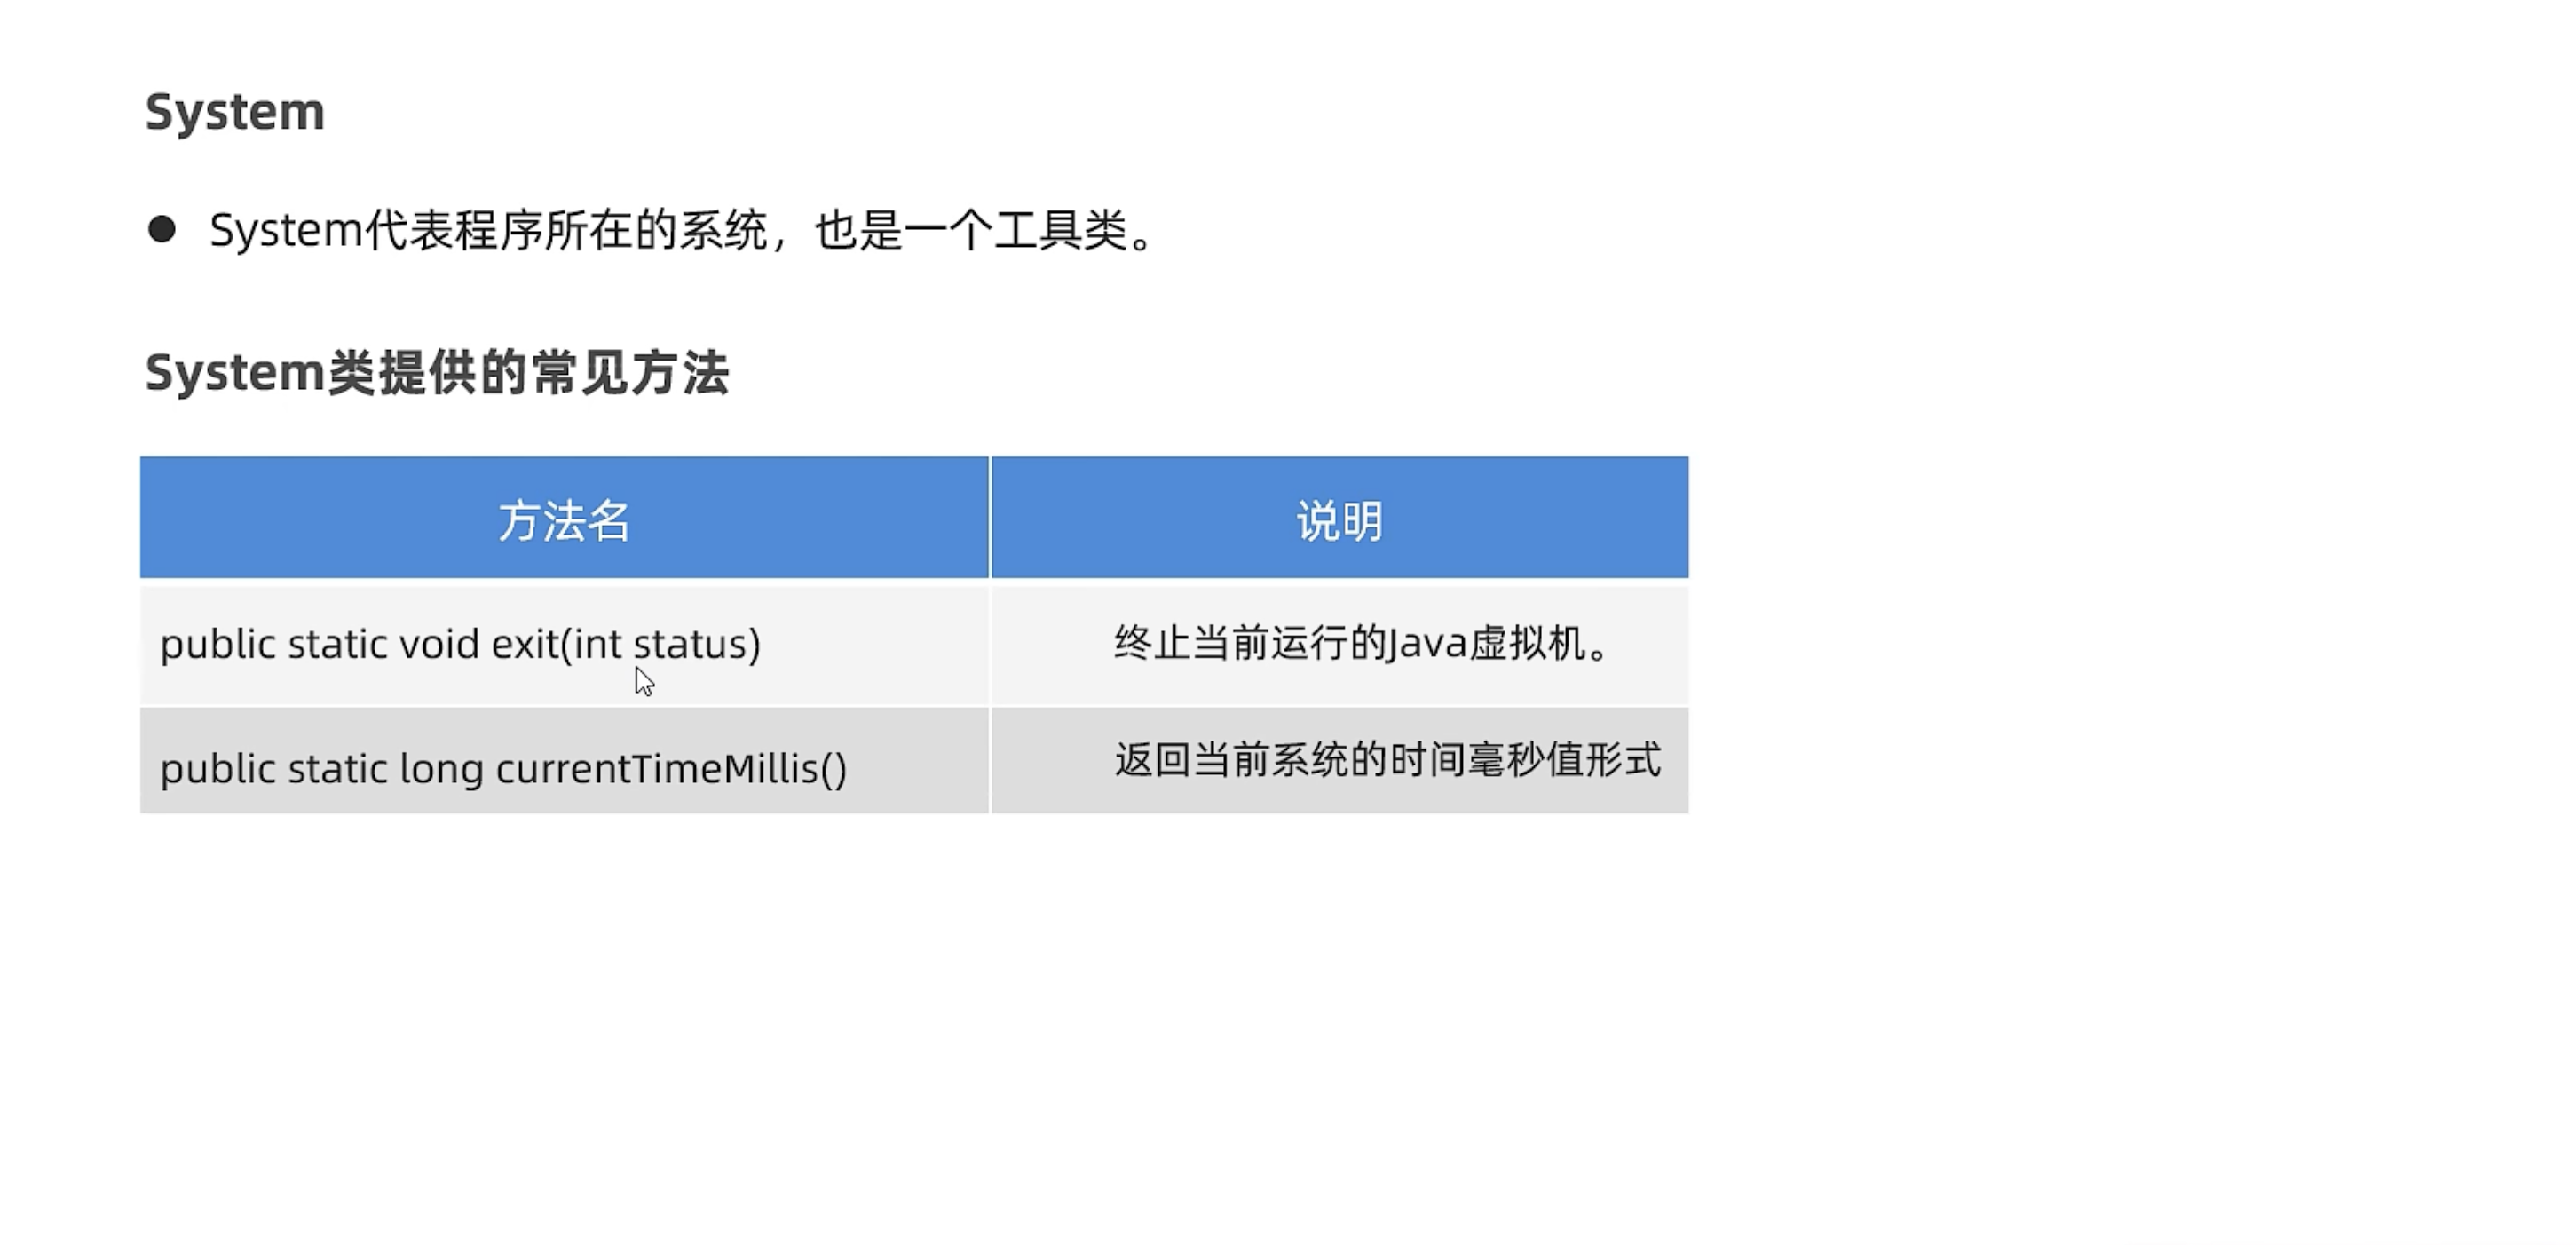 System
● System代表程序所在的系统，也是一个工具类。
System类提供的常见方法
方法名 说明
public static void exit(int status) 终止当前运行的Java虚拟机。
public static long currentTimeMillis() 返回当前系统的时间毫秒值形式